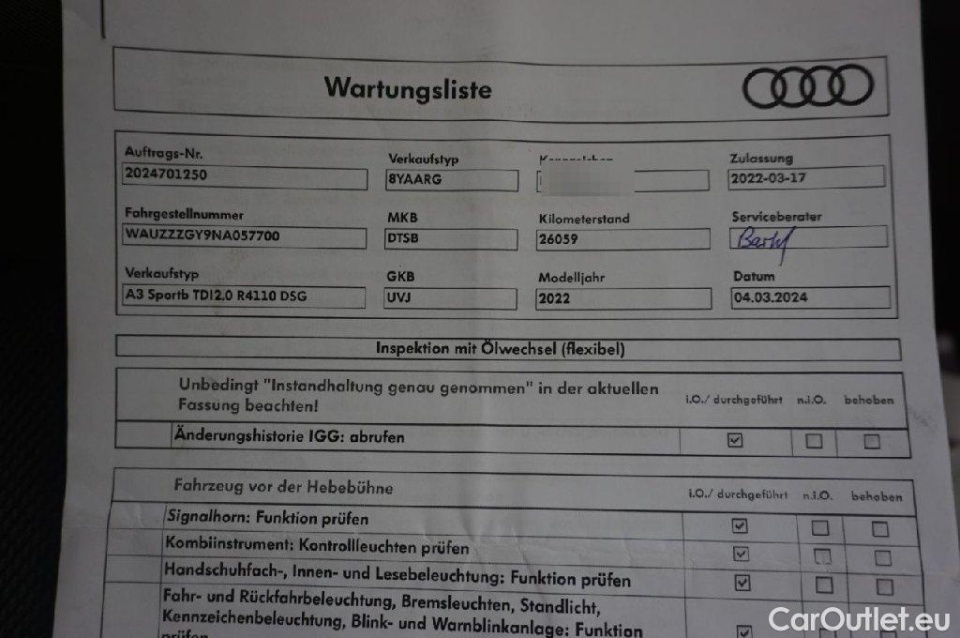 Wartungsliste
Auftrags-Nr. Verkaufstyp Zulassung
2024701250 8YAARG 2022-03-17
Fahrgestellnummer MKB Kilometerstand Serviceberater
WAUZZZGY9NA057700 DTSB 26059
Verkaufstyp GKB Modelljahr Datum
A3 Sportb TDI2.0 R4110 DSG UVJ 2022 04.03.2024
Inspektion mit Ölwechsel (flexibel)
Unbedingt "Instandhaltung genau genommen" in der aktuellen
Fassung beachten! i.O./ durchgeführt n.i.O. behoben
Änderungshistorie IGG: abrufen
Fahrzeug vor der Hebebühne i.O./ durchgeführt n.i.O. behoben
Signalhorn: Funktion prüfen
Kombiinstrument: Kontrollleuchten prüfen
Handschuhfach-, Innen- und Lesebeleuchtung: Funktion prüfen
Fahr- und Rückfahrbeleuchtung, Bremsleuchten, Standlicht,
Kennzeichenbeleuchtung, Blink- und Warnblinkanlage: Funktion
prüfen
CarOutlet.eu